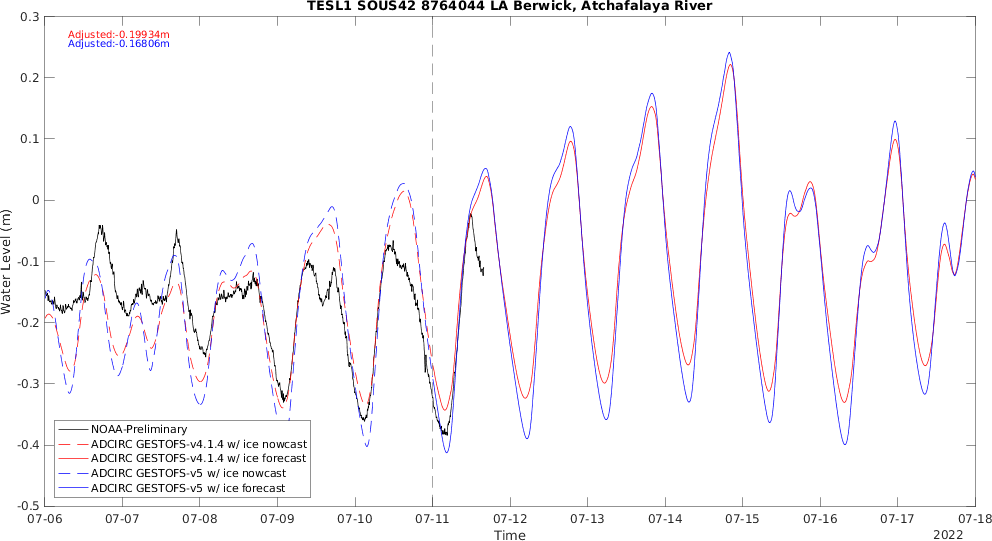 TESL1 SOUS42 8764044 LA Berwick, Atchafalaya River
Adjusted:-0.19934m
Adjusted:-0.16806m
0.3
0.2
0.1
0
-0.1
-0.2
-0.3
-0.4
-0.5
Water Level (m)
NOAA-Preliminary
ADCIRC GESTOFS-v4.1.4 w/ ice nowcast
ADCIRC GESTOFS-v4.1.4 w/ ice forecast
ADCIRC GESTOFS-v5 w/ ice nowcast
ADCIRC GESTOFS-v5 w/ ice forecast
07-06 07-07 07-08 07-09 07-10 07-11 07-12 07-13 07-14 07-15 07-16 07-17 07-18
Time
2022